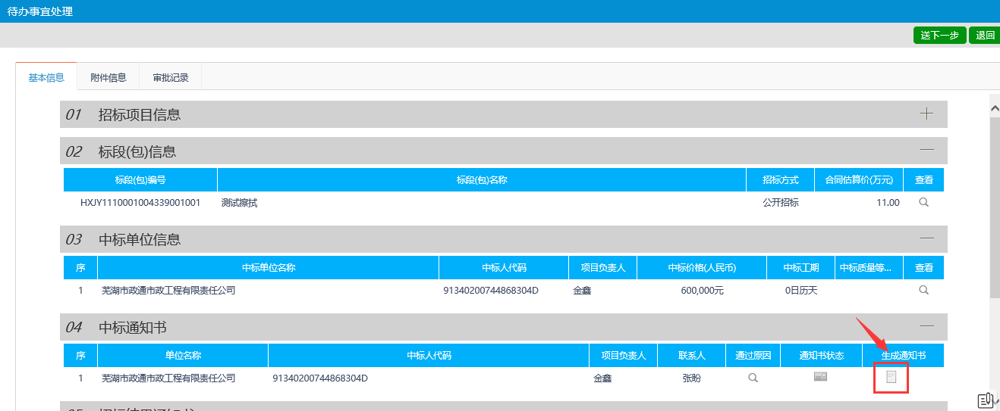 待办事宜处理
送下一步 退回
基本信息 附件信息 审批记录
01 招标项目信息
02 标段(包)信息
标段(包)编号 标段(包)名称 招标方式 合同估算价(万元) 查看
HXJY1110001004339001001 测试擦拭 公开招标 11.00
03 中标单位信息
序 中标单位名称 中标人代码 项目负责人 中标价格(人民币) 中标工期 中标质量等... 查看
1 芜湖市政通市政工程有限责任公司 91340200744868304D 金鑫 600,000元 0日历天
04 中标通知书
序 单位名称 中标人代码 项目负责人 联系人 通过原因 通知书状态 生成通知书
1 芜湖市政通市政工程有限责任公司 91340200744868304D 金鑫 张盼